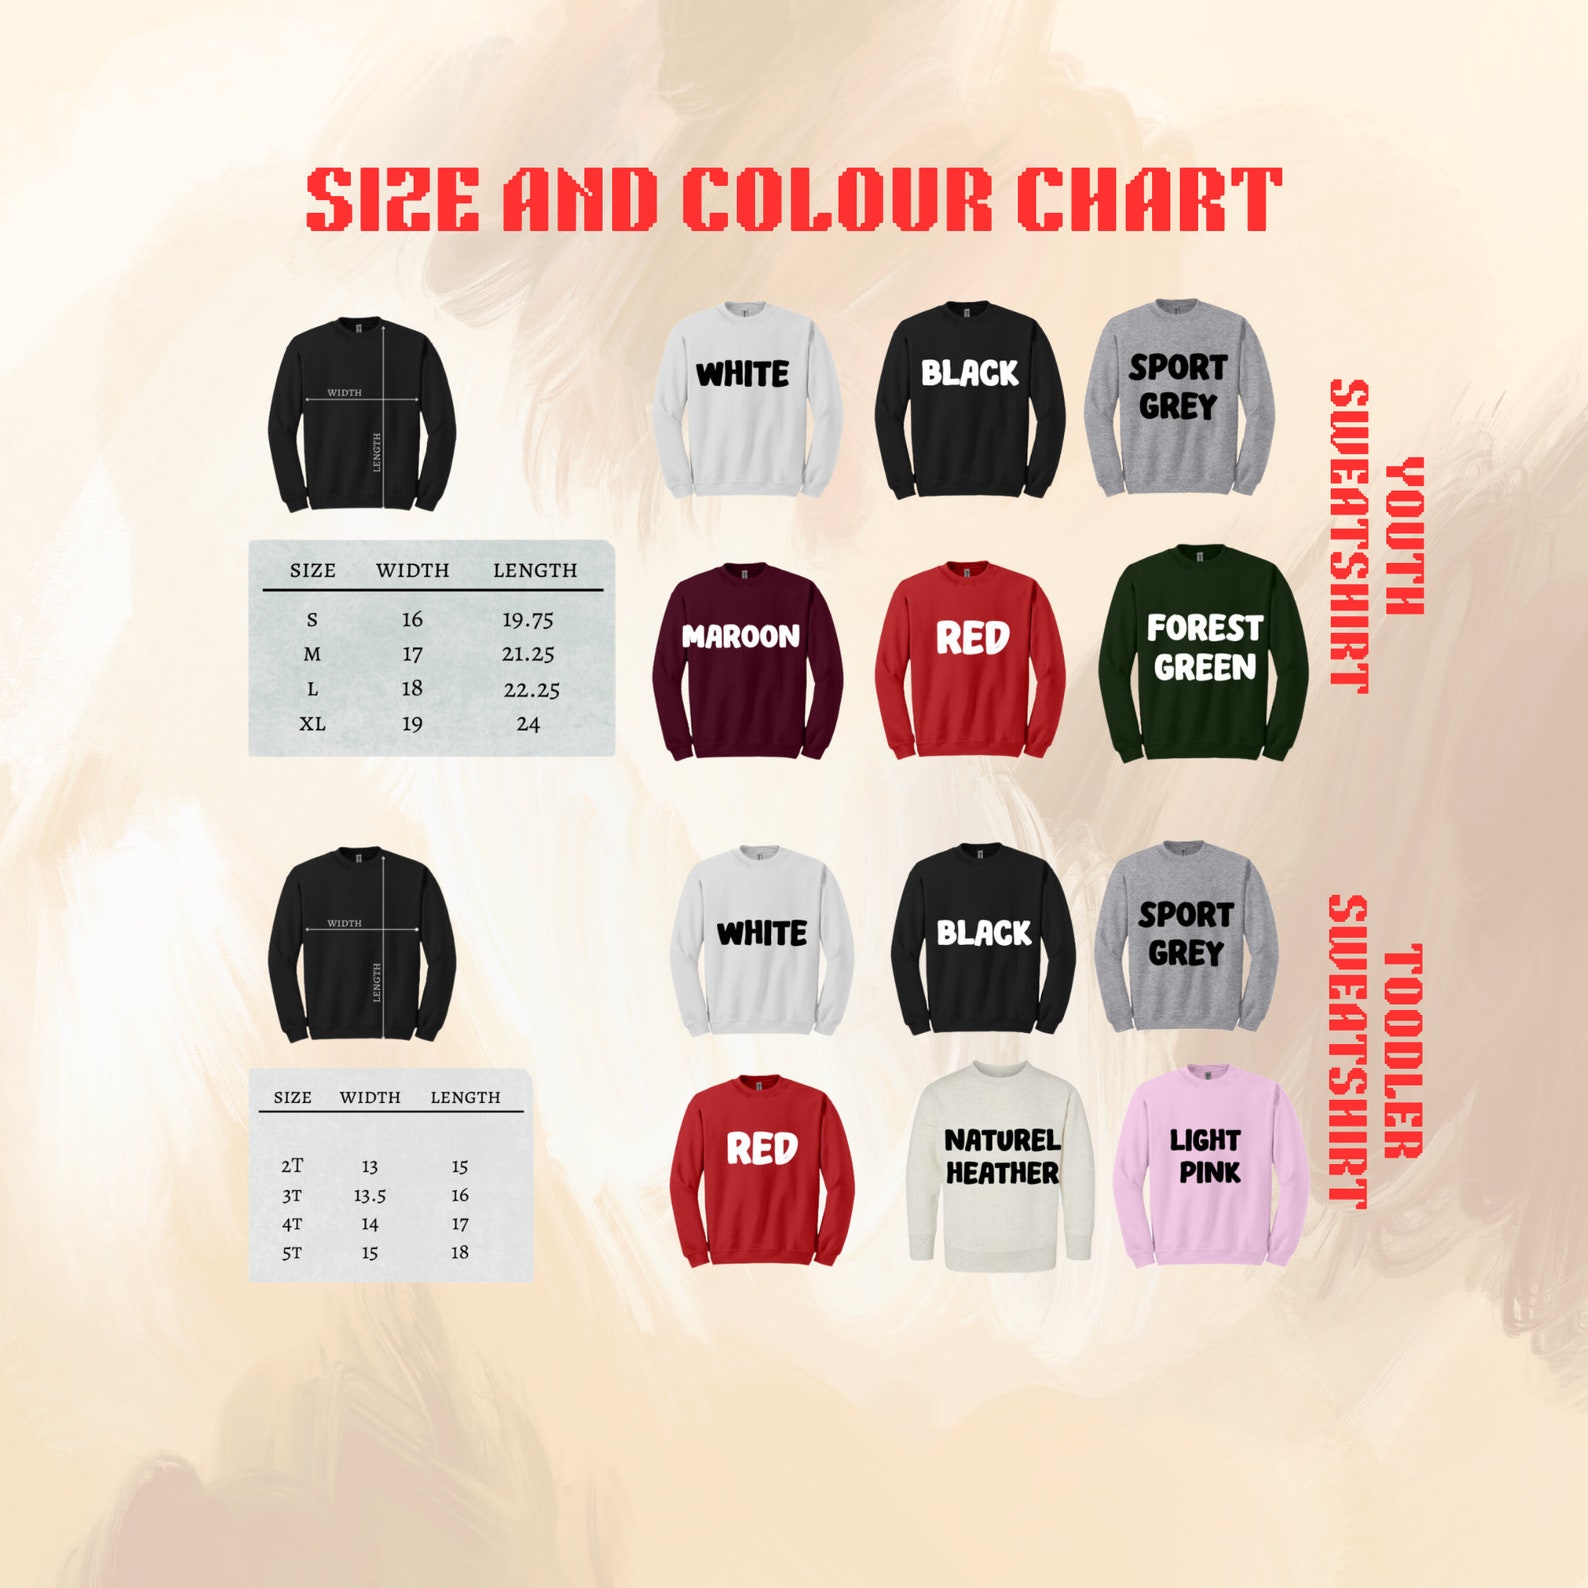 SIZE AND COLOUR CHART
WIDTH
LENGTH
WHITE
BLACK
SPORT
GREY
SIZE WIDTH LENGTH
S 16 19.75
M 17 21.25
L 18 22.25
XL 19 24
MAROON
RED
FOREST
GREEN
YOUTH
SWEATSHIRT
WIDTH
LENGTH
WHITE
BLACK
SPORT
GREY
SIZE WIDTH LENGTH
2T 13 15
3T 13.5 16
4T 14 17
5T 15 18
RED
NATUREL
HEATHER
LIGHT
PINK
TOODLER
SWEATSHIRT